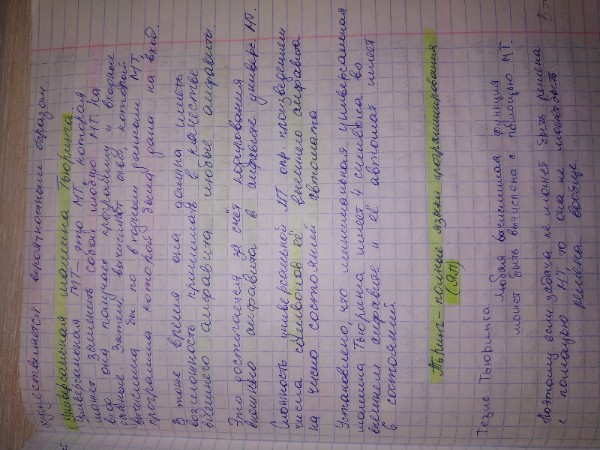 осуществляется вероятностным образом.
Универсальная машина Тьюринга
Универсальная МТ – это МТ, которая
может заменить собой любую МТ. На
вход она получает программу и входные
данные. Затем вычисляет ответ, который
вычислила бы по входным данным МТ,
программа которой была дана на вход.
В тоже время она должна иметь
возможность принимать в качестве
внешнего алфавита любые алфавиты.
Это достигается за счёт кодирования
внешнего алфавита в алфавите универс. МТ.
Сложность универсальной МТ опр. произведением
числа символов её внешнего алфавита
на число состояний автомата
Установлено, что минимальная универсальная
машина Тьюринга имеет 4 символа во
внешнем алфавите и её автомат имеет
6 состояний
Тьюринг – полные языки программирования
(ЯП)
Тезис Тьюринга
Любая вычислимая функция
может быть вычислена с помощью МТ.
Поэтому если задача не может быть решена
с помощью МТ, то она не может быть
решена вообще